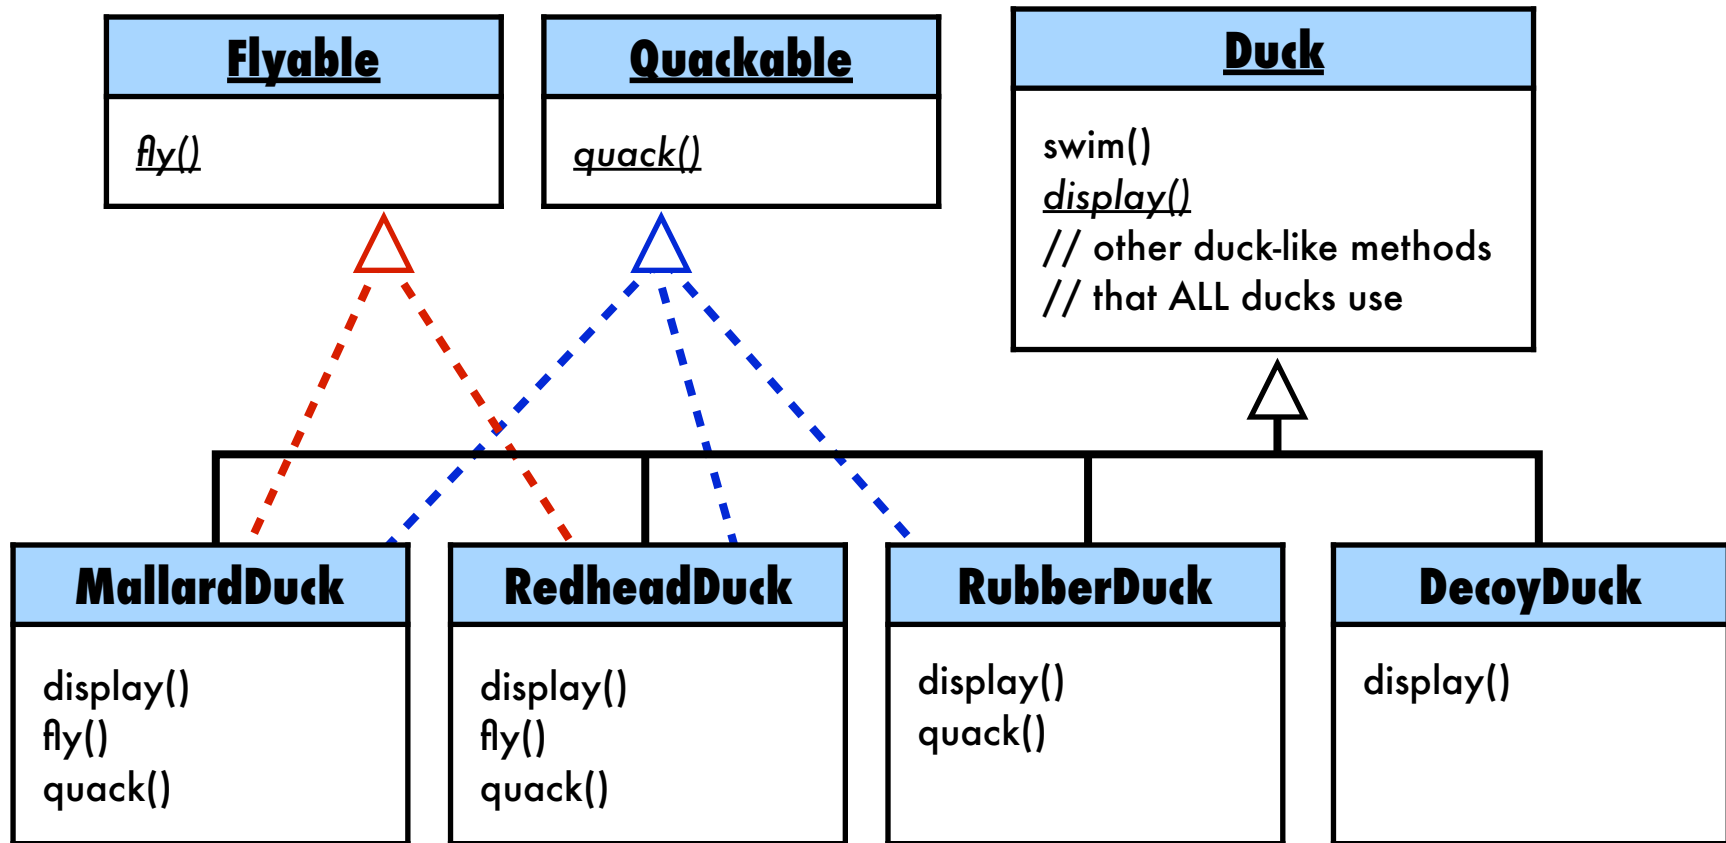 Flyable
fly()
Quackable
quack()
Duck
swim()
display()
// other duck-like methods
// that ALL ducks use
MallardDuck
display()
fly()
quack()
RedheadDuck
display()
fly()
quack()
RubberDuck
display()
quack()
DecoyDuck
display()